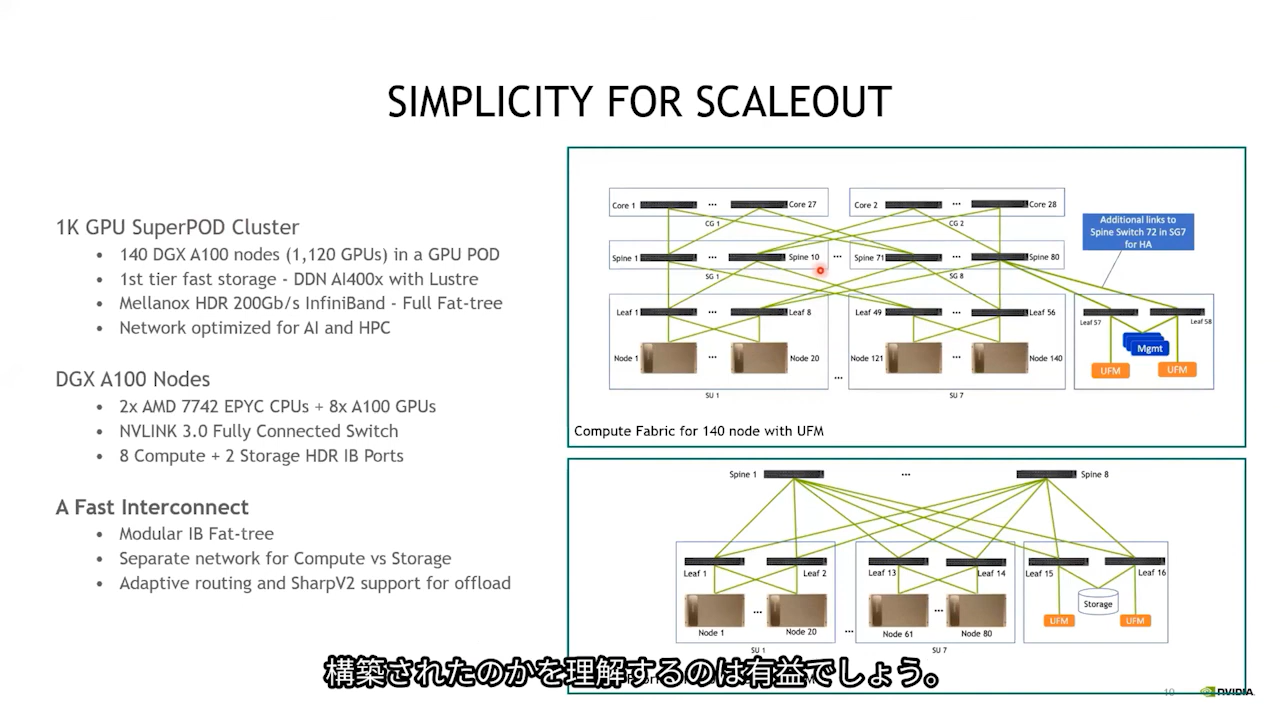 SIMPLICITY FOR SCALEOUT
1K GPU SuperPOD Cluster
• 140 DGX A100 nodes (1,120 GPUs) in a GPU POD
• 1st tier fast storage - DDN AI400x with Lustre
• Mellanox HDR 200Gb/s InfiniBand - Full Fat-tree
• Network optimized for AI and HPC
DGX A100 Nodes
• 2x AMD 7742 EPYC CPUs + 8x A100 GPUs
• NVLINK 3.0 Fully Connected Switch
• 8 Compute + 2 Storage HDR IB Ports
A Fast Interconnect
• Modular IB Fat-tree
• Separate network for Compute vs Storage
• Adaptive routing and SharpV2 support for offload
Core 1 ... Core 27 Core 2 ... Core 28
CG 1 CG 2
Additional links to
Spine Switch 72 in SG7
for HA
Spine 1 ... Spine 10 ... Spine 71 ... Spine 80
SG 1 SG 8
Leaf 1 ... Leaf 8 Leaf 49 ... Leaf 56
Leaf 57 Leaf 58
Mgmt
Node 1 ... Node 20 Node 121 ... Node 140
UFM UFM
...
SU 1 SU 7
Compute Fabric for 140 node with UFM
Spine 1 ... Spine 8
Leaf 1 Leaf 2 Leaf 13 Leaf 14 Leaf 15 Leaf 16
Storage
... ...
UFM UFM
Node 1 Node 20 ... Node 61 Node 80
SU 1 SU 7
構築されたのかを理解するのは有益でしょう。
10 NVIDIA